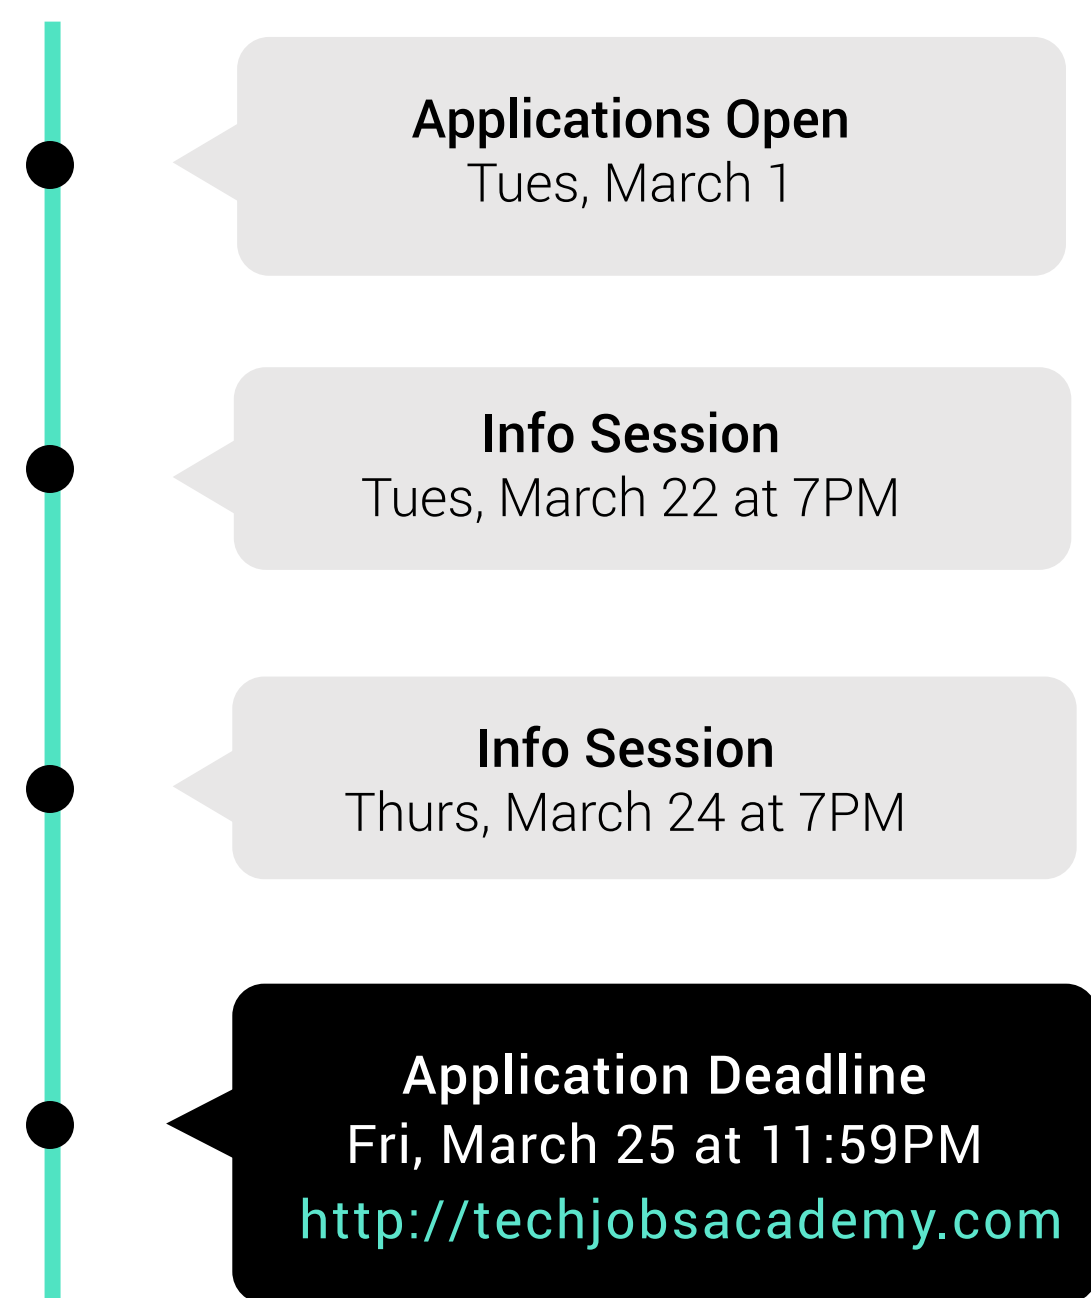 Applications Open
Tues, March 1
Info Session
Tues, March 22 at 7PM
Info Session
Thurs, March 24 at 7PM
Application Deadline
Fri, March 25 at 11:59PM
http://techjobsacademy.com